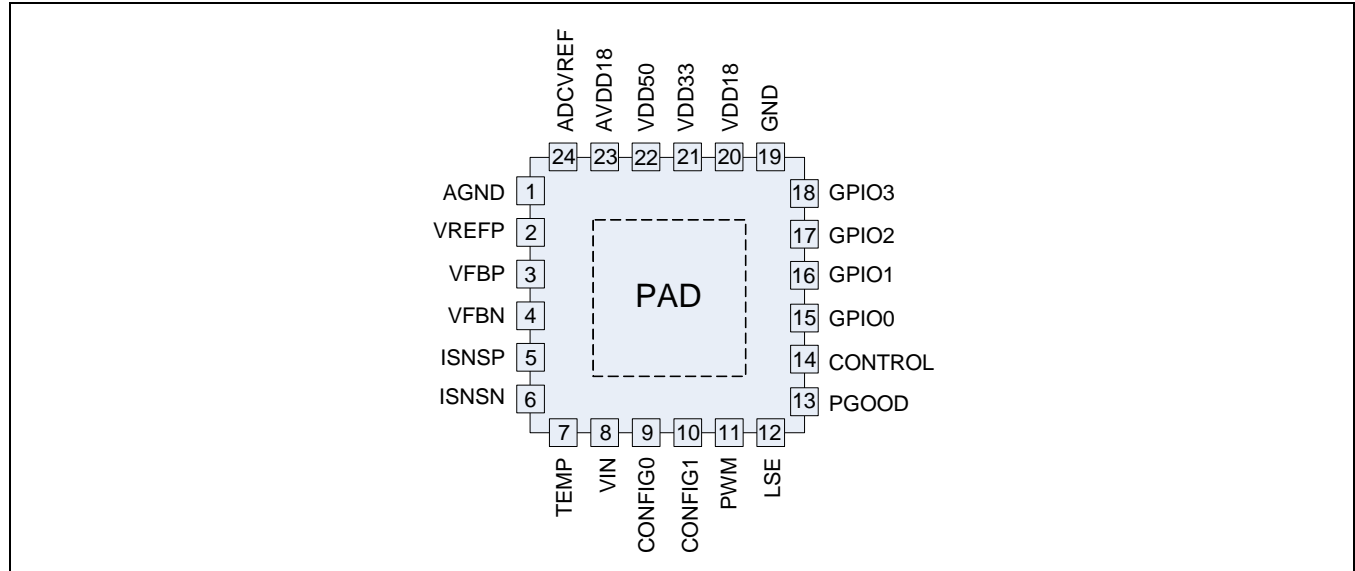 ADCVREF
AVDD18
VDD50
VDD33
VDD18
GND
24 23 22 21 20 19
AGND 1
VREFP 2
VFBP 3
VFBN 4
ISNSP 5
ISNSN 6
PAD
18 GPIO3
17 GPIO2
16 GPIO1
15 GPIO0
14 CONTROL
13 PGOOD
7 8 9 10 11 12
TEMP
VIN
CONFIG0
CONFIG1
PWM
LSE